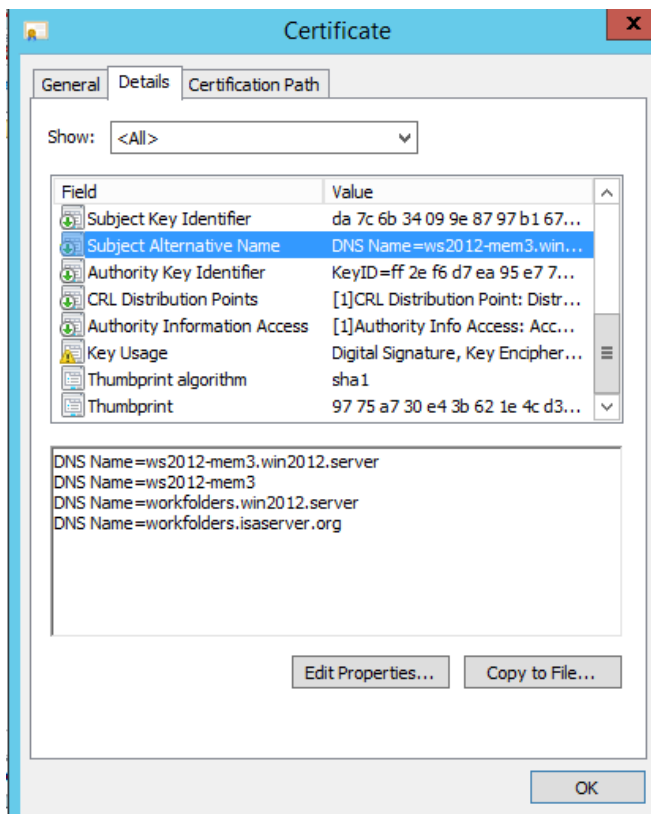 Certificate
General Details Certification Path
Show: <All>
Field Value
Subject Key Identifier da 7c 6b 34 09 9e 87 97 b1 67...
Subject Alternative Name DNS Name=ws2012-mem3.win...
Authority Key Identifier KeyID=ff 2e f6 d7 ea 95 e7 7...
CRL Distribution Points [1]CRL Distribution Point: Distr...
Authority Information Access [1]Authority Info Access: Acc...
Key Usage Digital Signature, Key Encipher...
Thumbprint algorithm sha1
Thumbprint 97 75 a7 30 e4 3b 62 1e 4c d3...
DNS Name=ws2012-mem3.win2012.server
DNS Name=ws2012-mem3
DNS Name=workfolders.win2012.server
DNS Name=workfolders.isaserver.org
Edit Properties... Copy to File...
OK